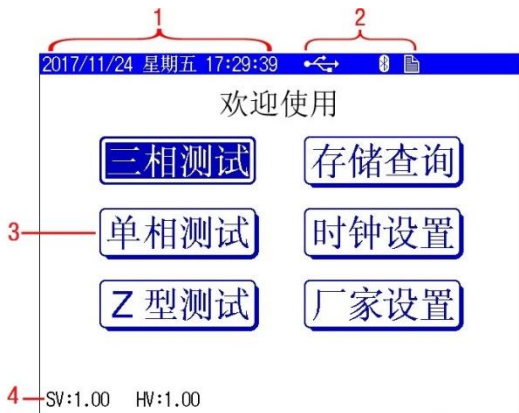 1 2
2017/11/24 星期五 17:29:39
欢迎使用
三相测试 存储查询
3 单相测试 时钟设置
Z 型测试 厂家设置
4 SV:1.00 HV:1.00